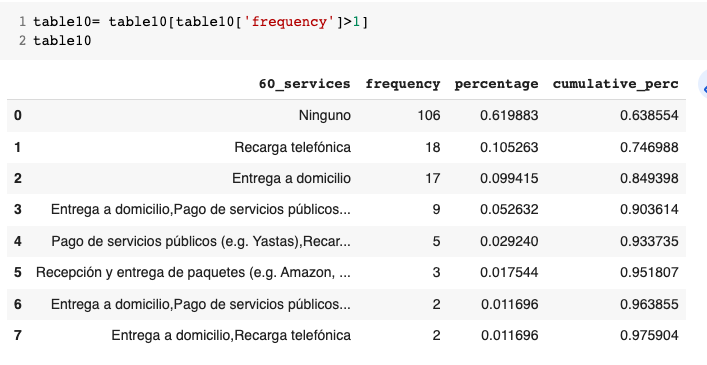 1 table10= table10[table10['frequency']>1]
2 table10
60_services frequency percentage cumulative_perc
0 Ninguno 106 0.619883 0.638554
1 Recarga telefónica 18 0.105263 0.746988
2 Entrega a domicilio 17 0.099415 0.849398
3 Entrega a domicilio,Pago de servicios públicos... 9 0.052632 0.903614
4 Pago de servicios públicos (e.g. Yastas),Recar... 5 0.029240 0.933735
5 Recepción y entrega de paquetes (e.g. Amazon, ... 3 0.017544 0.951807
6 Entrega a domicilio,Pago de servicios públicos... 2 0.011696 0.963855
7 Entrega a domicilio,Recarga telefónica 2 0.011696 0.975904